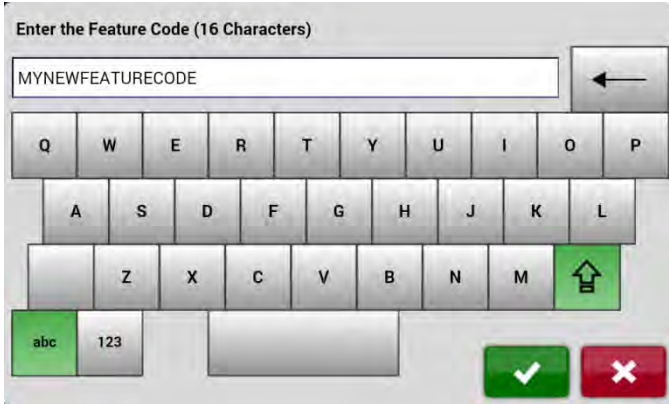 Enter the Feature Code (16 Characters)
MYNEWFEATURECODE
Q W E R T Y U I O P
A S D F G H J K L
Z X C V B N M
abc 123